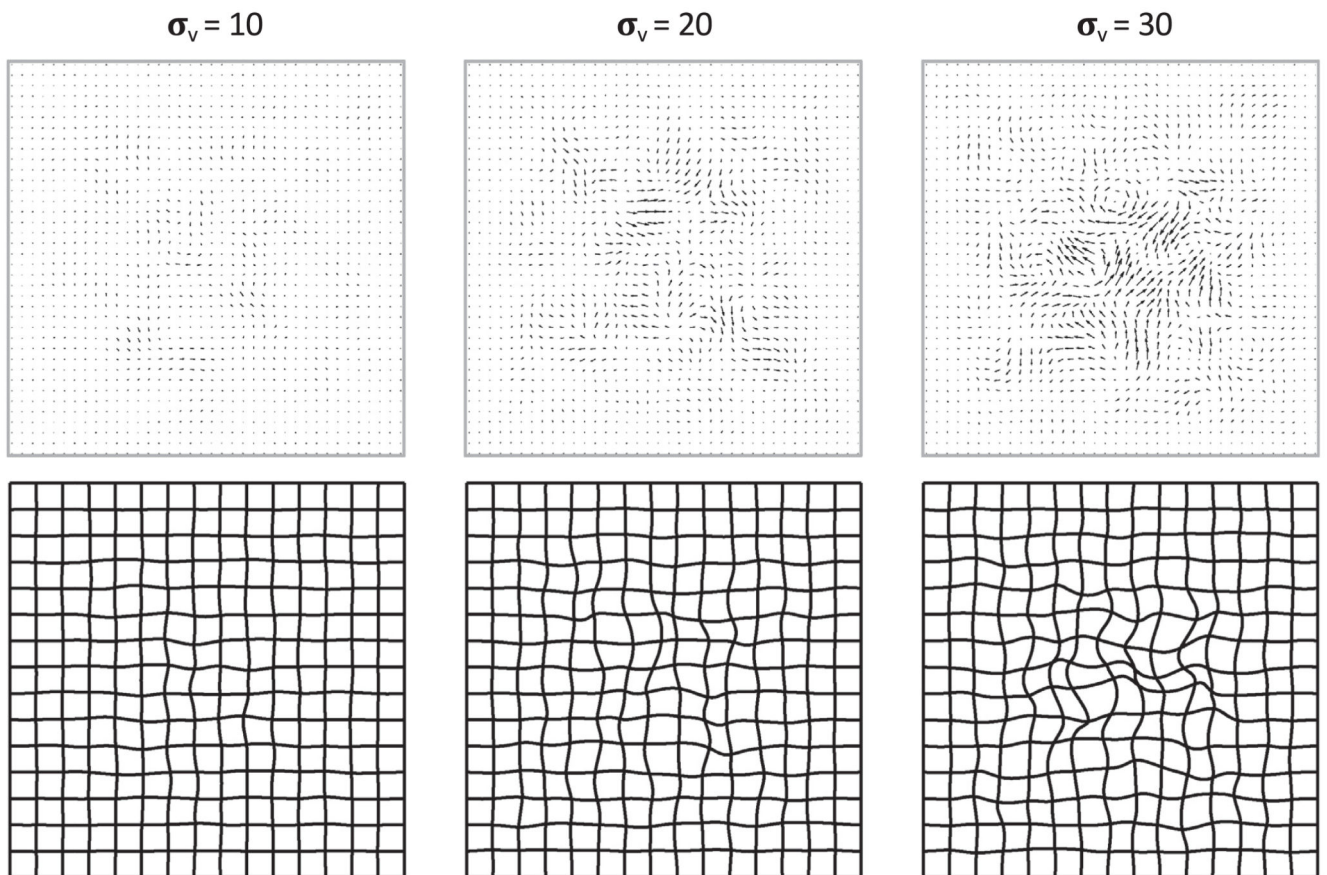 σᵥ = 10
σᵥ = 20
σᵥ = 30